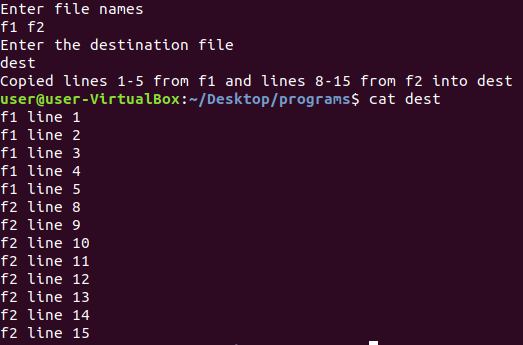 Enter file names
f1 f2
Enter the destination file
dest
Copied lines 1-5 from f1 and lines 8-15 from f2 into dest
user@user-VirtualBox:~/Desktop/programs$ cat dest
f1 line 1
f1 line 2
f1 line 3
f1 line 4
f1 line 5
f2 line 8
f2 line 9
f2 line 10
f2 line 11
f2 line 12
f2 line 13
f2 line 14
f2 line 15